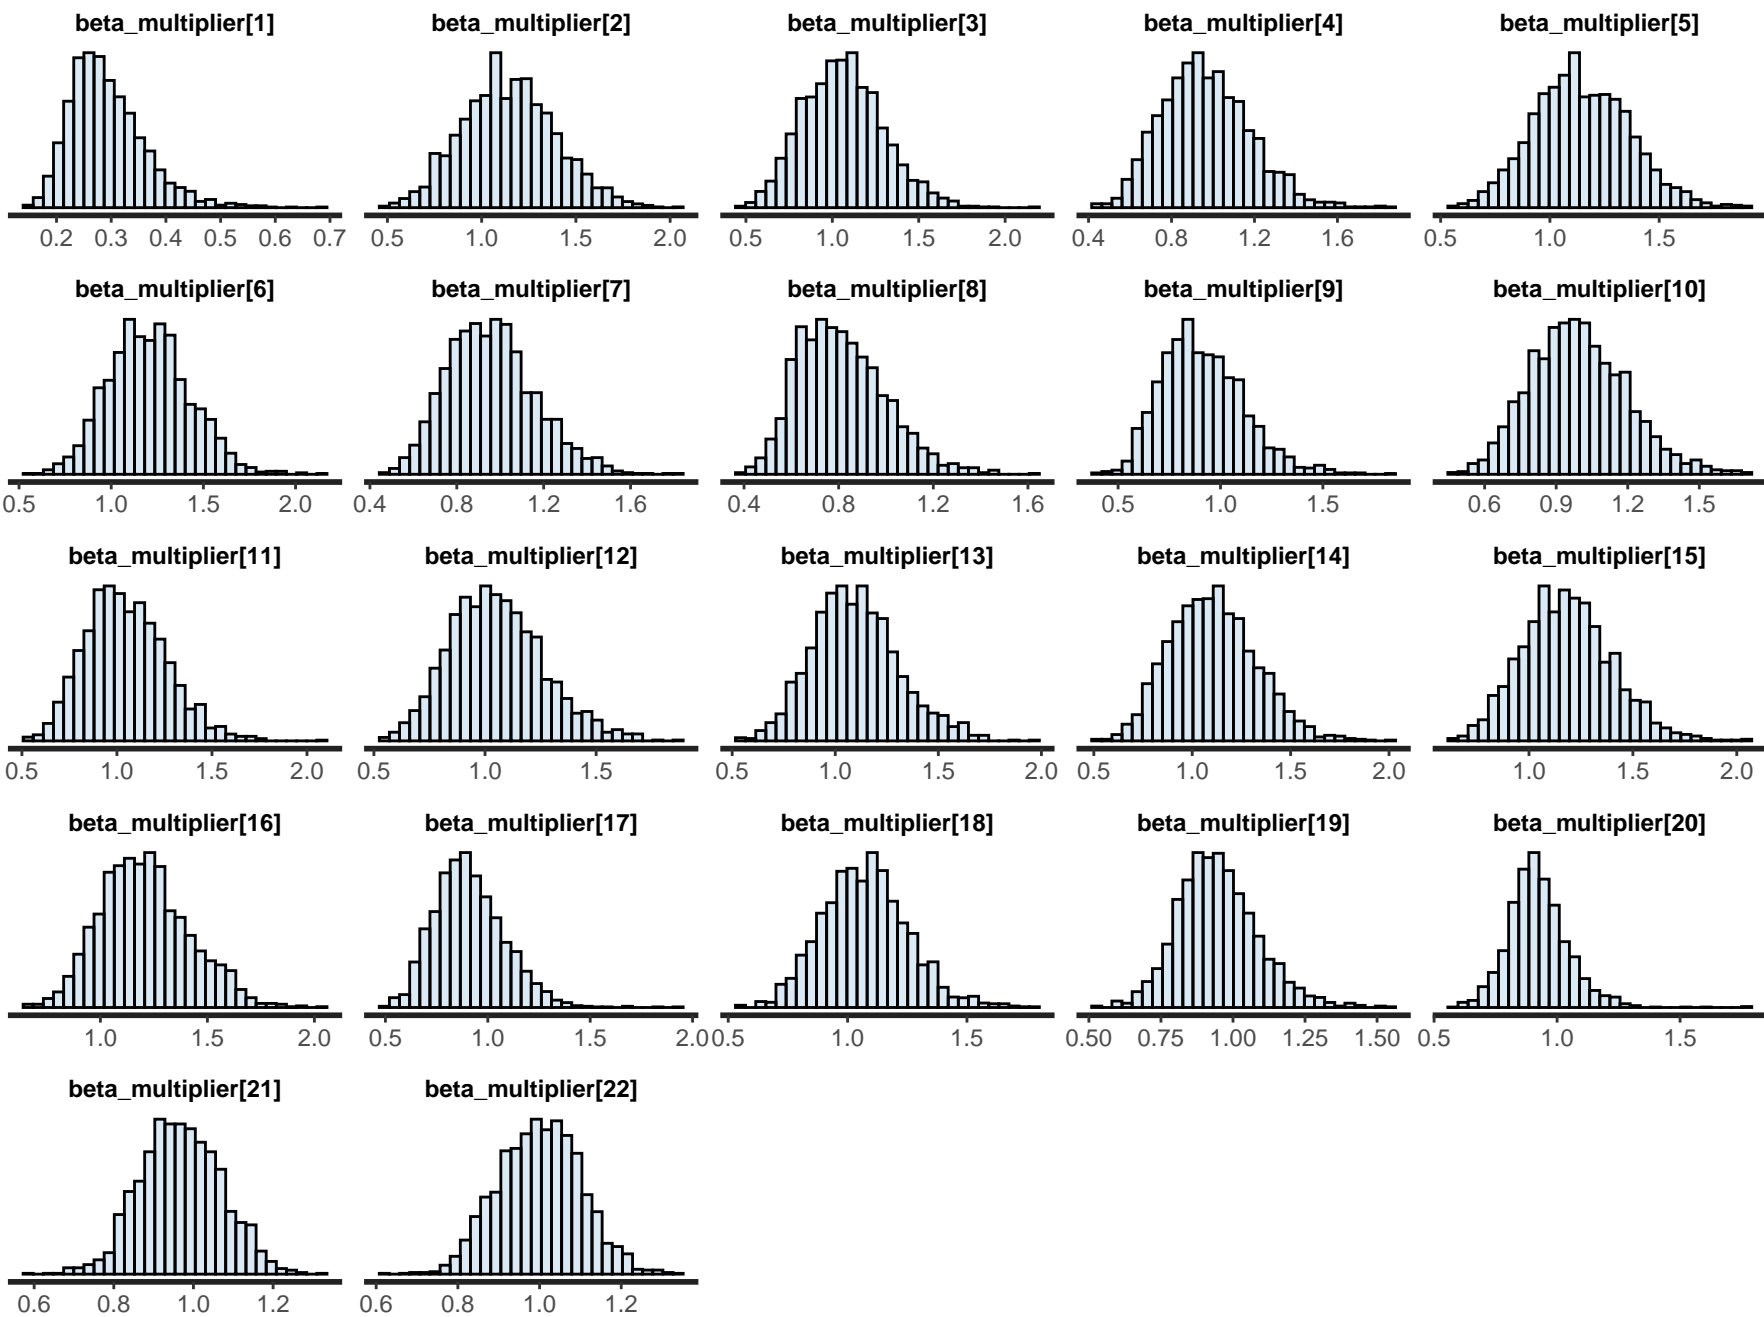 beta_multiplier[1] beta_multiplier[2] beta_multiplier[3] beta_multiplier[4] beta_multiplier[5]
0.2 0.3 0.4 0.5 0.6 0.7 0.5 1.0 1.5 2.0 0.5 1.0 1.5 2.0 0.4 0.8 1.2 1.6 0.5 1.0 1.5
beta_multiplier[6] beta_multiplier[7] beta_multiplier[8] beta_multiplier[9] beta_multiplier[10]
0.5 1.0 1.5 2.0 0.4 0.8 1.2 1.6 0.4 0.8 1.2 1.6 0.5 1.0 1.5 0.6 0.9 1.2 1.5
beta_multiplier[11] beta_multiplier[12] beta_multiplier[13] beta_multiplier[14] beta_multiplier[15]
0.5 1.0 1.5 2.0 0.5 1.0 1.5 0.5 1.0 1.5 2.0 0.5 1.0 1.5 2.0 1.0 1.5 2.0
beta_multiplier[16] beta_multiplier[17] beta_multiplier[18] beta_multiplier[19] beta_multiplier[20]
1.0 1.5 2.0 0.5 1.0 1.5 2.0 0.5 1.0 1.5 0.50 0.75 1.00 1.25 1.50 0.5 1.0 1.5
beta_multiplier[21] beta_multiplier[22]
0.6 0.8 1.0 1.2 0.6 0.8 1.0 1.2